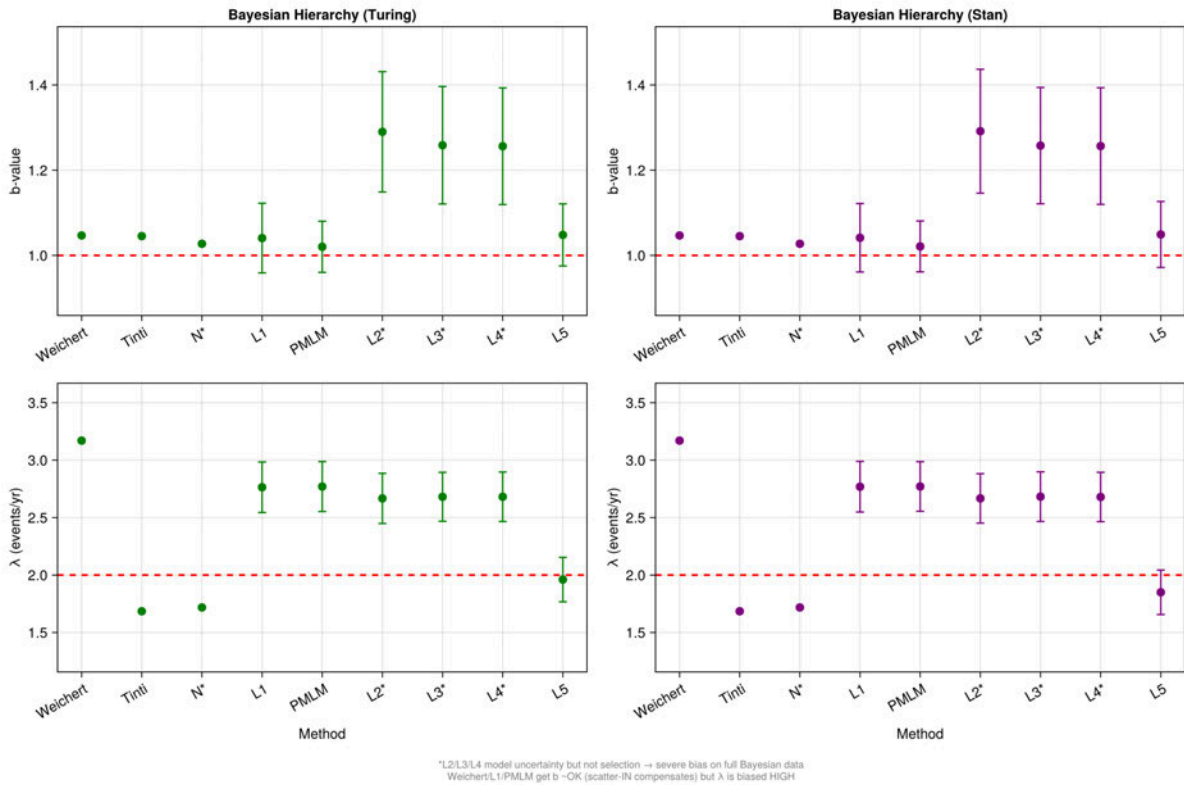 Bayesian Hierarchy (Turing)
Bayesian Hierarchy (Stan)
b-value
1.4
1.2
1.0
Weichert
Tinti
N*
L1
PMLM
L2*
L3*
L4*
L5
b-value
1.4
1.2
1.0
Weichert
Tinti
N*
L1
PMLM
L2*
L3*
L4*
L5
λ (events/yr)
3.5
3.0
2.5
2.0
1.5
Weichert
Tinti
N*
L1
PMLM
L2*
L3*
L4*
L5
Method
λ (events/yr)
3.5
3.0
2.5
2.0
1.5
Weichert
Tinti
N*
L1
PMLM
L2*
L3*
L4*
L5
Method
*L2/L3/L4 model uncertainty but not selection → severe bias on full Bayesian data
Weichert/L1/PMLM get b ~OK (scatter-IN compensates) but λ is biased HIGH